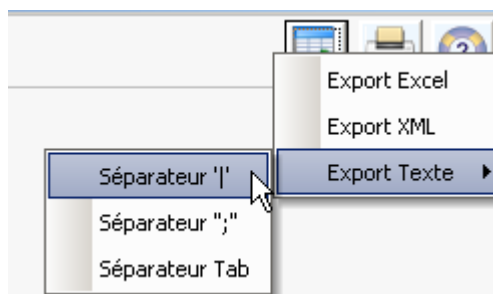 Export Excel
Export XML
Export Texte
Séparateur '|'
Séparateur ";"
Séparateur Tab